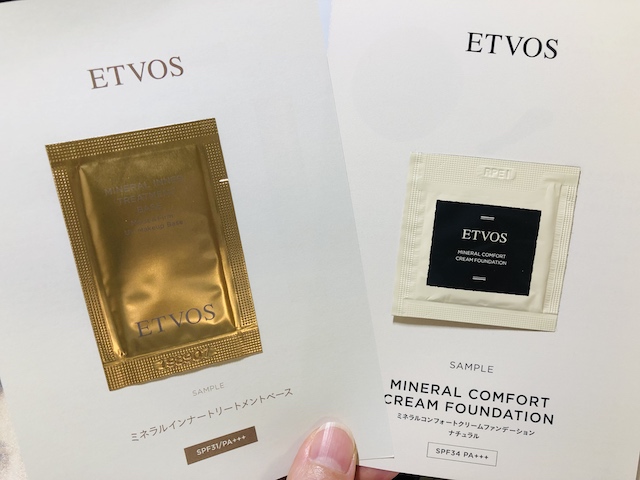 ETVOS
MINERAL INNER
TREATMENT
ETVOS
SAMPLE
ミネラルインナートリートメントベース
SPF31/PA+++
ETVOS
ETVOS
MINERAL COMFORT
CREAM FOUNDATION
SAMPLE
MINERAL COMFORT
CREAM FOUNDATION
ミネラルコンフォートクリームファンデーション
ナチュラル
SPF34 PA+++